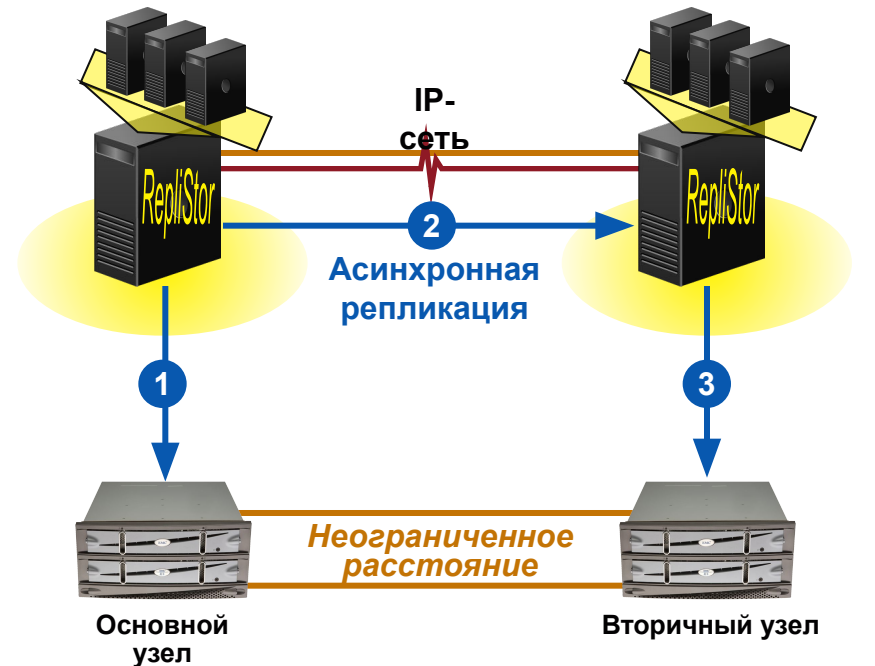 IP-
сеть
RepliStor
RepliStor
2
Асинхронная
репликация
1
3
Неограниченное
расстояние
Основной
узел
Вторичный узел